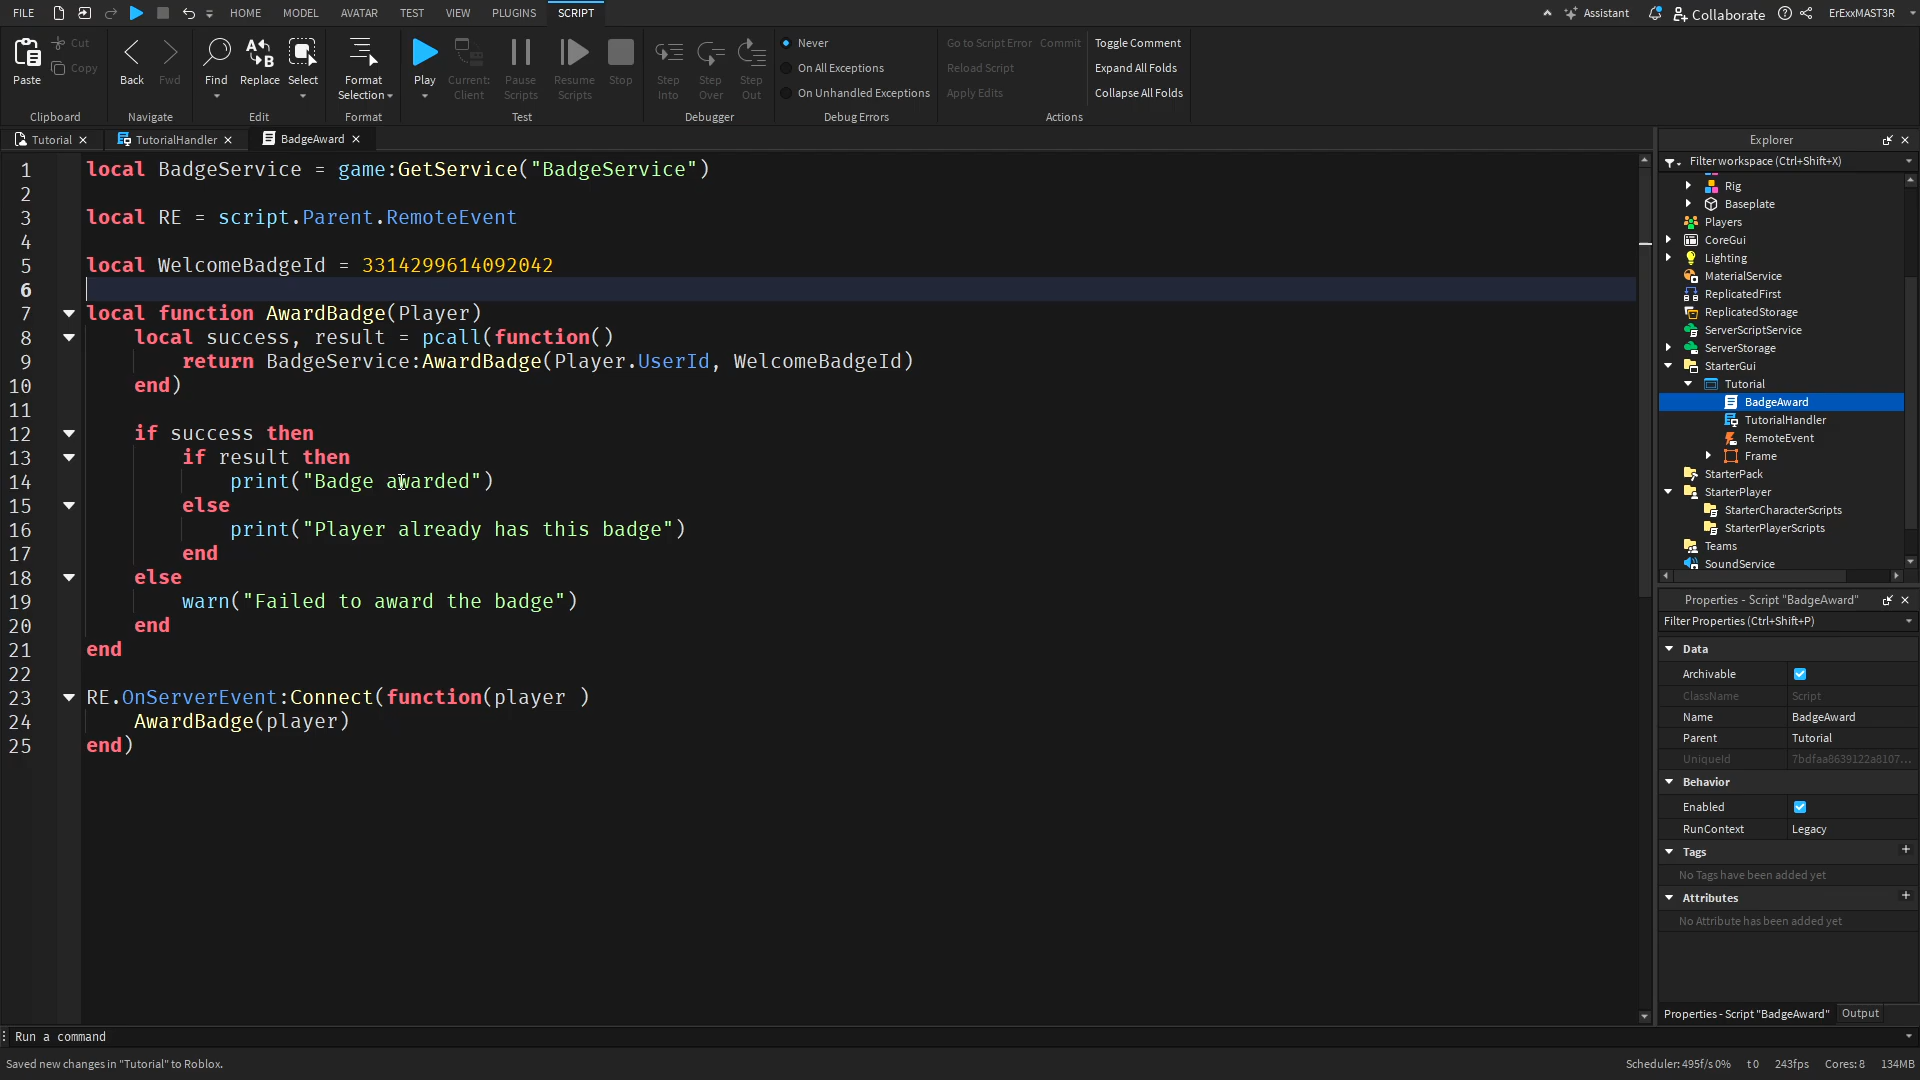 FILE HOME MODEL AVATAR TEST VIEW PLUGINS SCRIPT Assistant Collaborate ErExxMAST3R
Paste Cut Copy Back Fwd Find Replace Select Format Selection Play Current: Client Pause Scripts Resume Scripts Stop Step Into Step Over Step Out
Never Go to Script Error Commit Toggle Comment
On All Exceptions Reload Script Expand All Folds
On Unhandled Exceptions Apply Edits Collapse All Folds
Clipboard Navigate Edit Format Test Debugger Debug Errors Actions
Tutorial TutorialHandler BadgeAward
1 local BadgeService = game:GetService("BadgeService")
2
3 local RE = script.Parent.RemoteEvent
4
5 local WelcomeBadgeId = 3314299614092042
6
7 local function AwardBadge(Player)
8 local success, result = pcall(function()
9 return BadgeService:AwardBadge(Player.UserId, WelcomeBadgeId)
10 end)
11
12 if success then
13 if result then
14 print("Badge awarded")
15 else
16 print("Player already has this badge")
17 end
18 else
19 warn("Failed to award the badge")
20 end
21 end
22
23 RE.OnServerEvent:Connect(function(player )
24 AwardBadge(player)
25 end)
Explorer
Filter workspace (Ctrl+Shift+X)
Rig
Baseplate
Players
CoreGui
Lighting
MaterialService
ReplicatedFirst
ReplicatedStorage
ServerScriptService
ServerStorage
StarterGui
Tutorial
BadgeAward
TutorialHandler
RemoteEvent
Frame
StarterPack
StarterPlayer
StarterCharacterScripts
StarterPlayerScripts
Teams
SoundService
Properties - Script "BadgeAward"
Filter Properties (Ctrl+Shift+P)
Data
Archivable
ClassName Script
Name BadgeAward
Parent Tutorial
UniqueId 7bdfaa8639122a8107...
Behavior
Enabled
RunContext Legacy
Tags +
No Tags have been added yet
Attributes +
No Attribute has been added yet
Properties - Script "BadgeAward" Output
Run a command
Saved new changes in "Tutorial" to Roblox. Scheduler: 495f/s 0% t 0 243fps Cores: 8 134MB